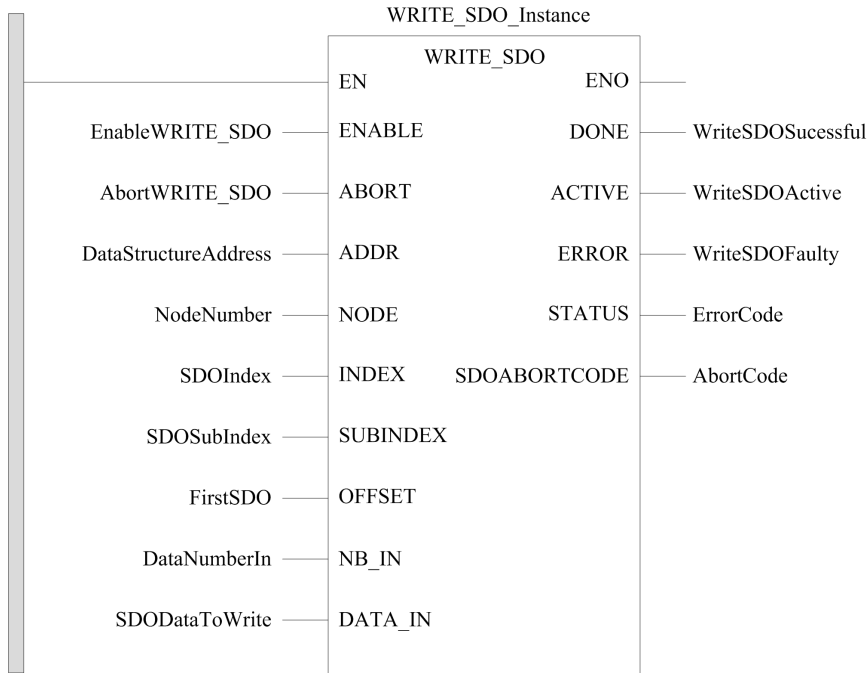 WRITE_SDO_Instance
WRITE_SDO
EN ENO
EnableWRITE_SDO ENABLE DONE WriteSDOSucessful
AbortWRITE_SDO ABORT ACTIVE WriteSDOActive
DataStructureAddress ADDR ERROR WriteSDOFaulty
NodeNumber NODE STATUS ErrorCode
SDOIndex INDEX SDOABORTCODE AbortCode
SDOSubIndex SUBINDEX
FirstSDO OFFSET
DataNumberIn NB_IN
SDODataToWrite DATA_IN